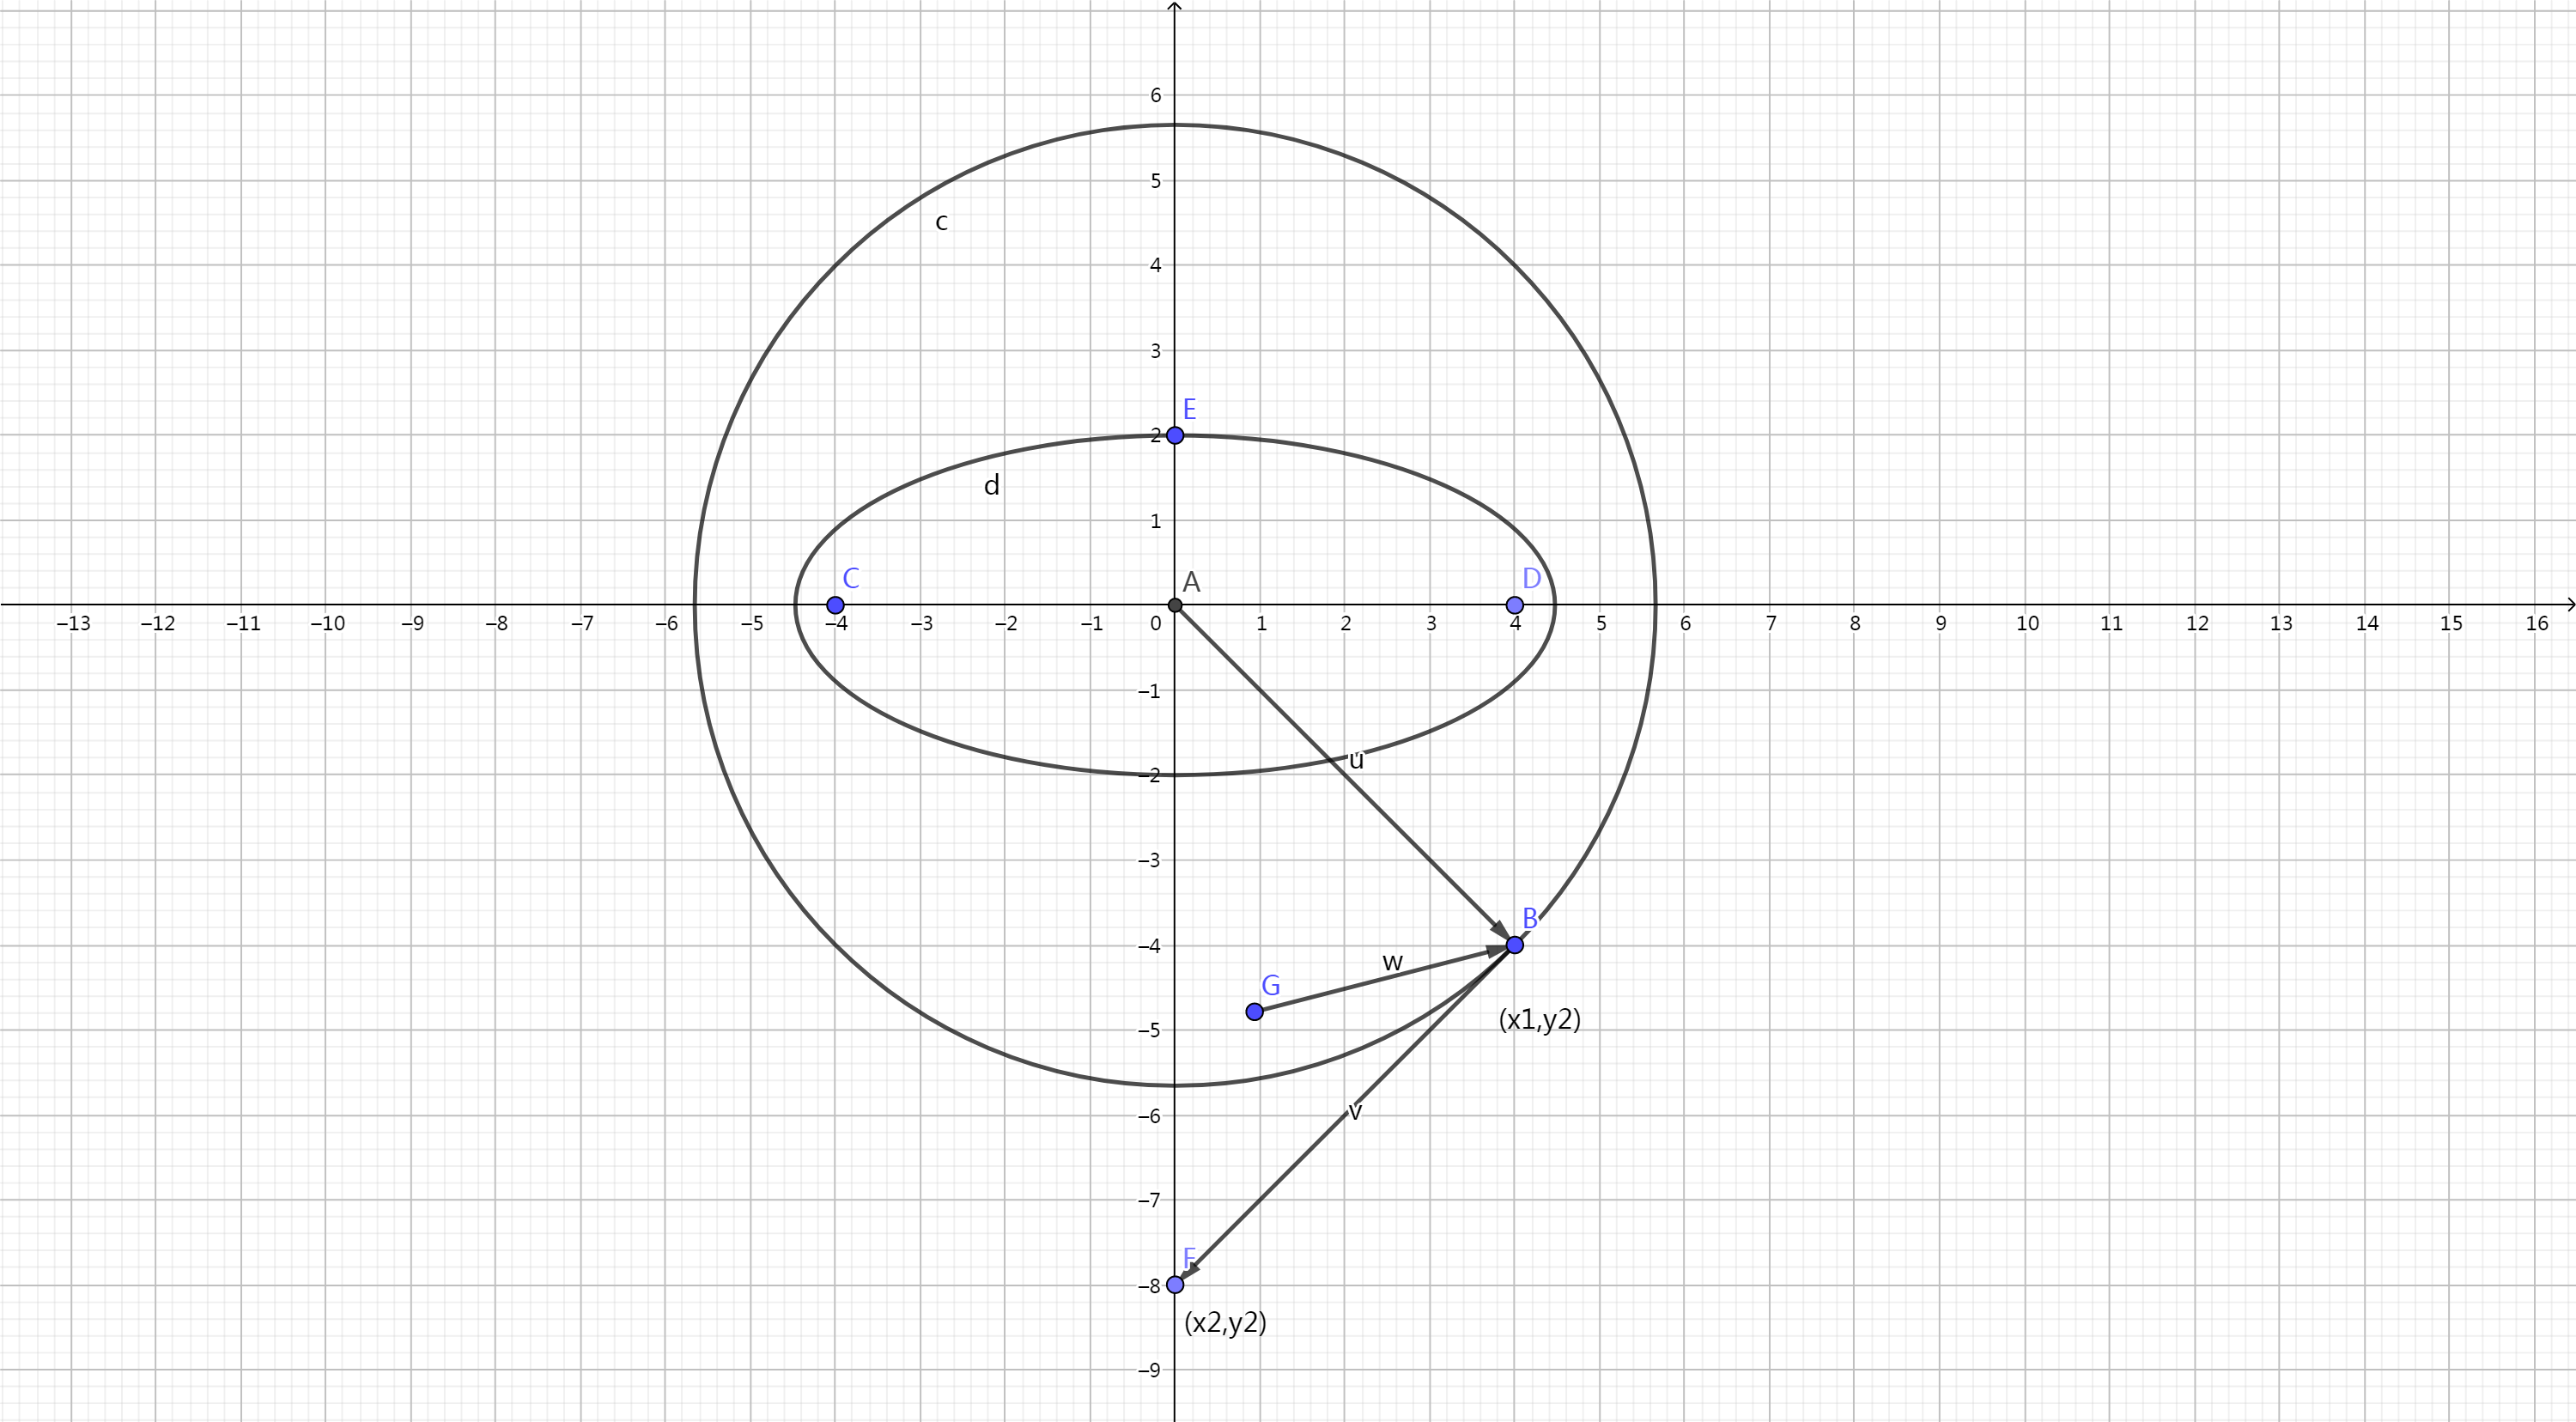 6
5
c
4
3
E
2
d
1
C
A
D
–13 –12 –11 –10 –9 –8 –7 –6 –5 –4 –3 –2 –1 0 1 2 3 4 5 6 7 8 9 10 11 12 13 14 15 16
–1
u
–2
–3
B
–4
w
G
(x1,y2)
–5
v
–6
–7
F
–8
(x2,y2)
–9